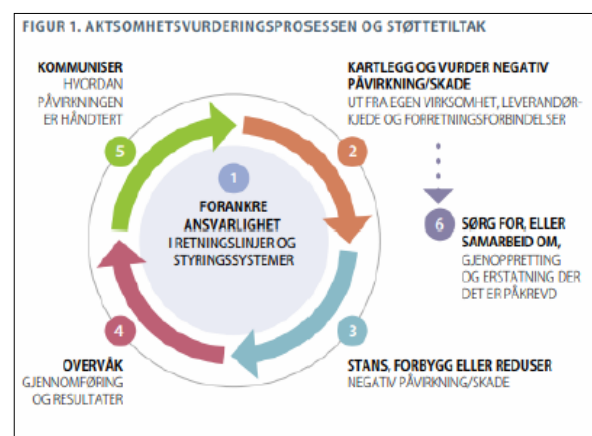 FIGUR 1. AKTSOMHETSVURDERINGSPROSESSEN OG STØTTETILTAK
1
FORANKRE
ANSVARLIGHET
I RETNINGSLINJER OG
STYRINGSSYSTEMER
2
KARTLEGG OG VURDER NEGATIV
PÅVIRKNING/SKADE
UT FRA EGEN VIRKSOMHET, LEVERANDØR-
KJEDE OG FORRETNINGSFORBINDELSER
3
STANS, FORBYGG ELLER REDUSER
NEGATIV PÅVIRKNING/SKADE
4
OVERVÅK
GJENNOMFØRING
OG RESULTATER
5
KOMMUNISER
HVORDAN
PÅVIRKNINGEN
ER HÅNDTERT
6
SØRG FOR, ELLER
SAMARBEID OM,
GJENOPPRETTING
OG ERSTATNING DER
DET ER PÅKREVD